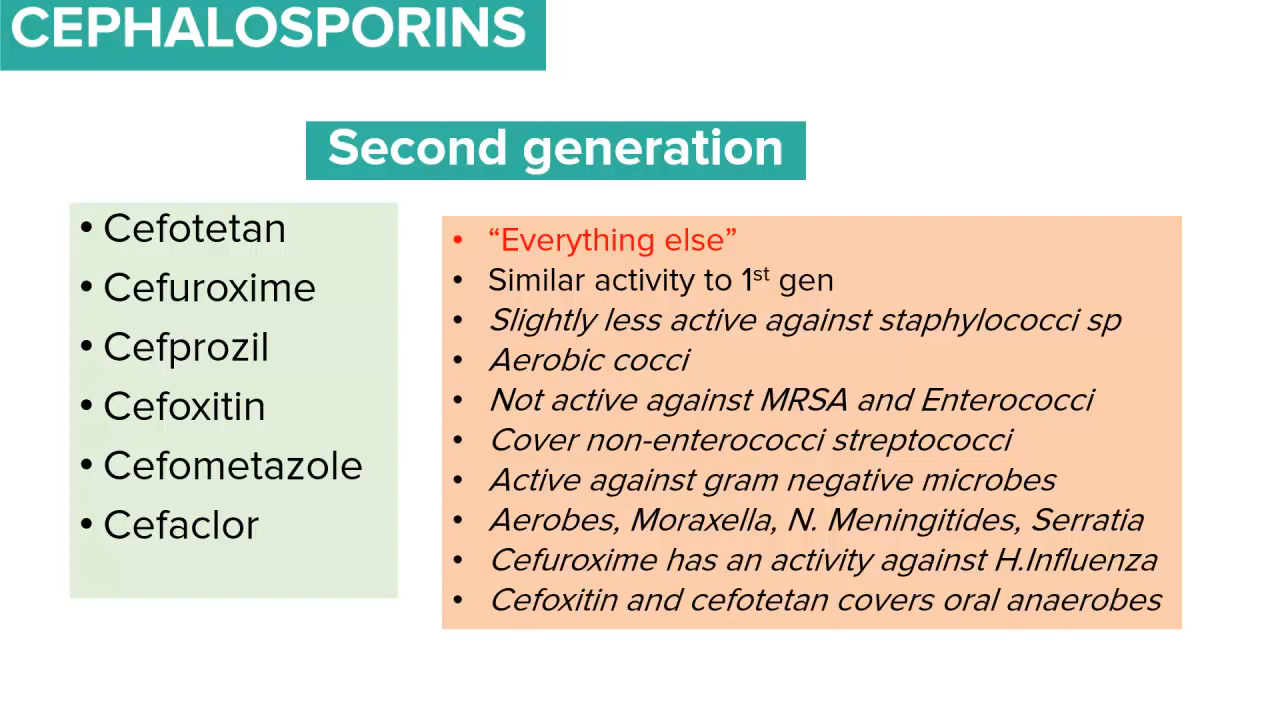 CEPHALOSPORINS
Second generation
• Cefotetan
• Cefuroxime
• Cefprozil
• Cefoxitin
• Cefometazole
• Cefaclor
• “Everything else”
• Similar activity to 1st gen
• Slightly less active against staphylococci sp
• Aerobic cocci
• Not active against MRSA and Enterococci
• Cover non-enterococci streptococci
• Active against gram negative microbes
• Aerobes, Moraxella, N. Meningitides, Serratia
• Cefuroxime has an activity against H.Influenza
• Cefoxitin and cefotetan covers oral anaerobes